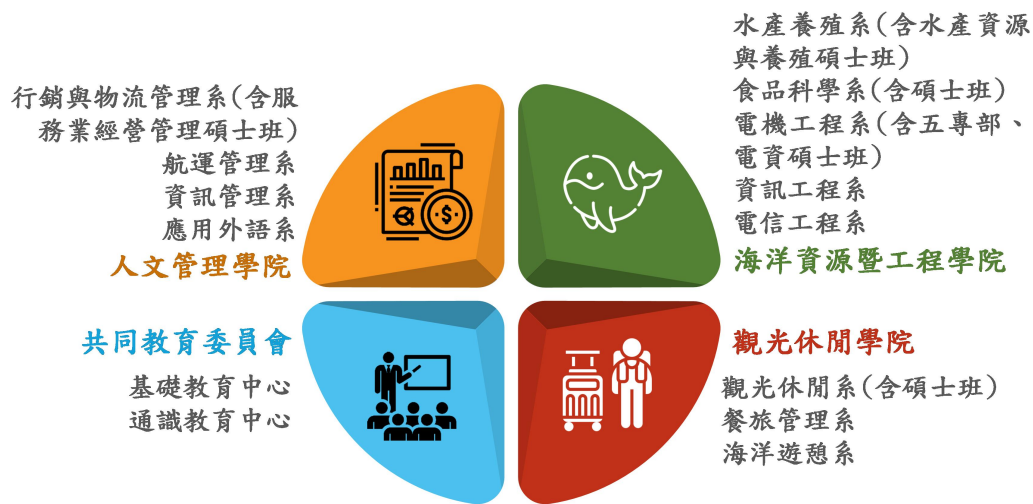 行銷與物流管理系(含服
務業經營管理碩士班)
航運管理系
資訊管理系
應用外語系
人文管理學院
水產養殖系(含水產資源
與養殖碩士班)
食品科學系(含碩士班)
電機工程系(含五專部、
電資碩士班)
資訊工程系
電信工程系
海洋資源暨工程學院
共同教育委員會
基礎教育中心
通識教育中心
觀光休閒學院
觀光休閒系(含碩士班)
餐旅管理系
海洋遊憩系